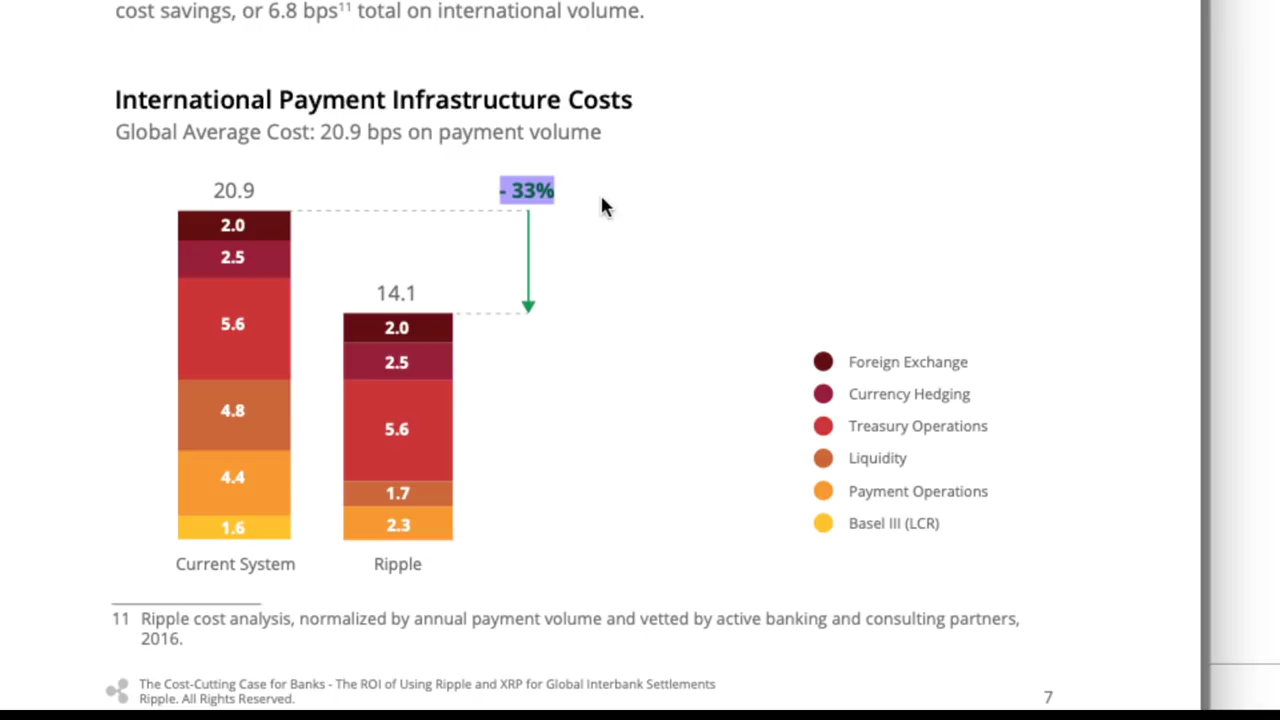 cost savings, or 6.8 bps¹¹ total on international volume.
International Payment Infrastructure Costs
Global Average Cost: 20.9 bps on payment volume
20.9
- 33%
2.0
2.5
5.6
4.8
4.4
1.6
Current System
14.1
2.0
2.5
5.6
1.7
2.3
Ripple
Foreign Exchange
Currency Hedging
Treasury Operations
Liquidity
Payment Operations
Basel III (LCR)
11 Ripple cost analysis, normalized by annual payment volume and vetted by active banking and consulting partners,
2016.
The Cost-Cutting Case for Banks - The ROI of Using Ripple and XRP for Global Interbank Settlements
Ripple. All Rights Reserved.
7